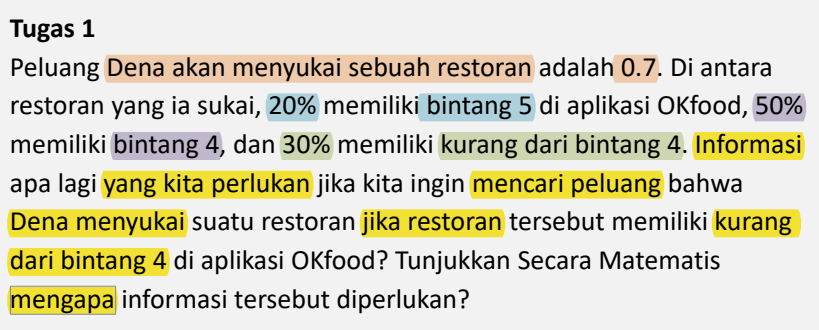 Tugas 1
Peluang Dena akan menyukai sebuah restoran adalah 0.7. Di antara
restoran yang ia sukai, 20% memiliki bintang 5 di aplikasi OKfood, 50%
memiliki bintang 4, dan 30% memiliki kurang dari bintang 4. Informasi
apa lagi yang kita perlukan jika kita ingin mencari peluang bahwa
Dena menyukai suatu restoran jika restoran tersebut memiliki kurang
dari bintang 4 di aplikasi OKfood? Tunjukkan Secara Matematis
mengapa informasi tersebut diperlukan?